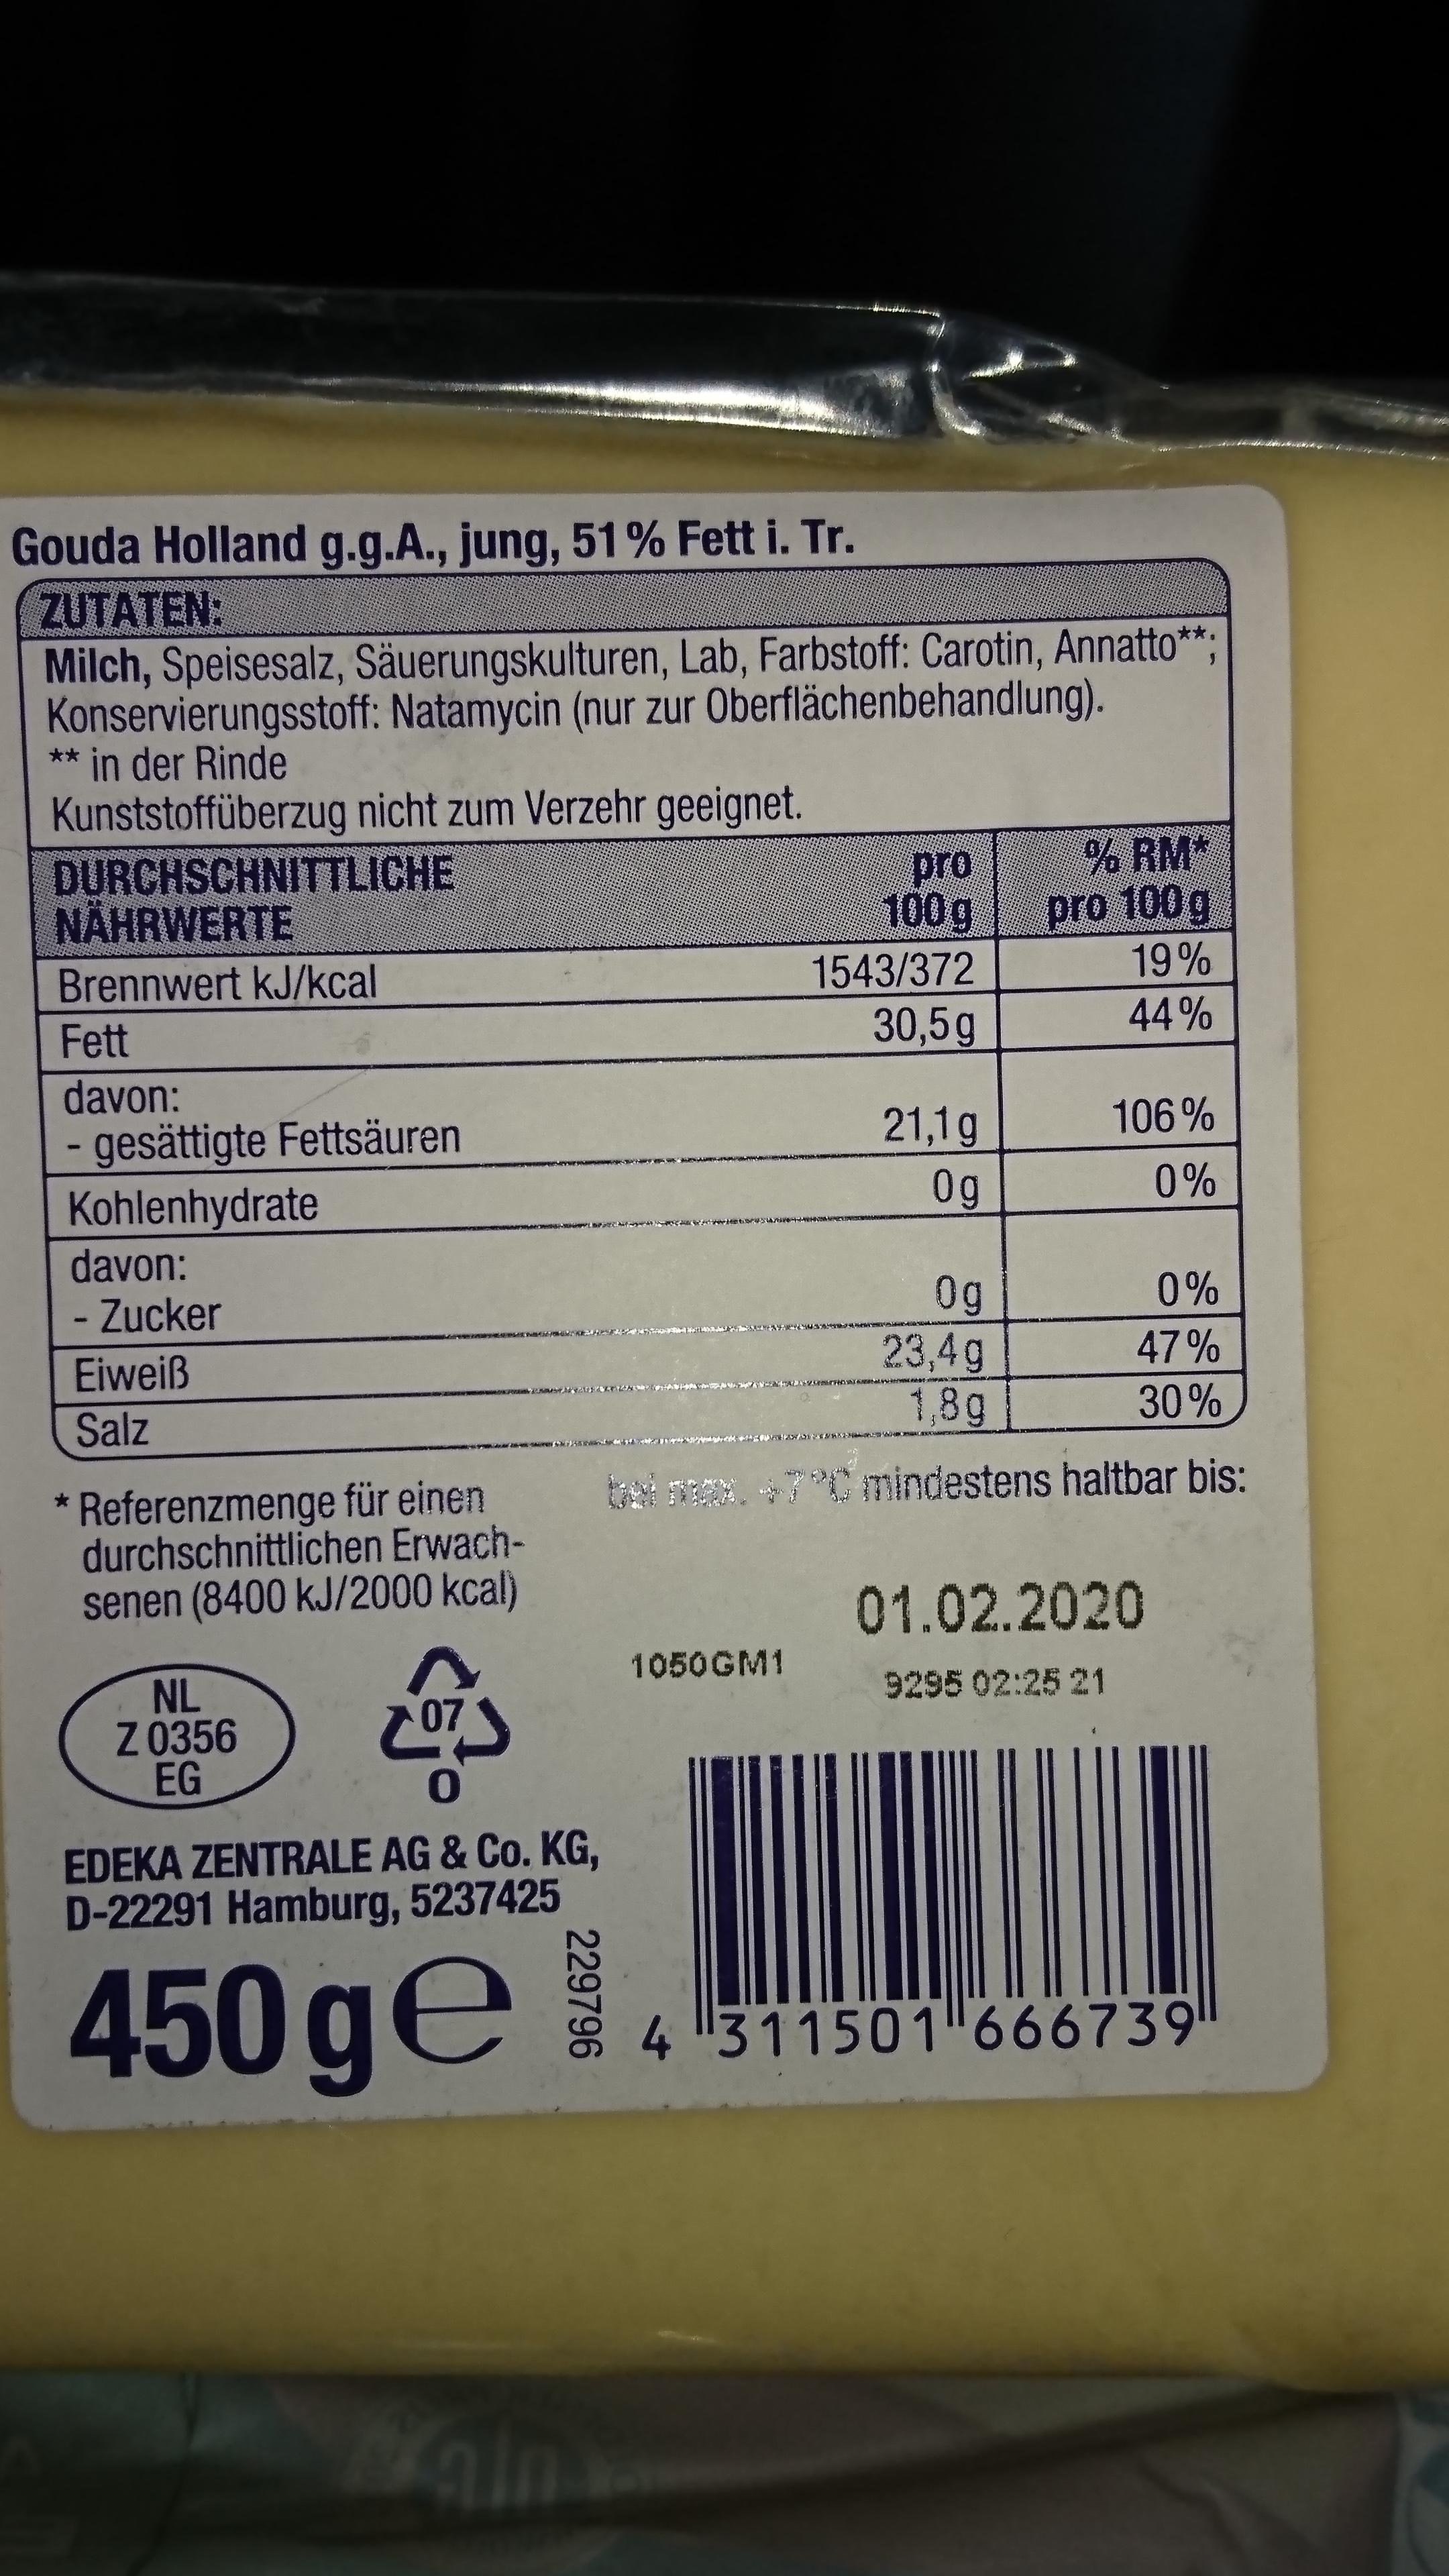 Gouda Holland g.g.A., jung, 51 % Fett i. Tr.
ZUTATEN:
Milch, Speisesalz, Säuerungskulturen, Lab, Farbstoff: Carotin, Annatto**;
Konservierungsstoff: Natamycin (nur zur Oberflächenbehandlung).
** in der Rinde
Kunststoffüberzug nicht zum Verzehr geeignet.
DURCHSCHNITTLICHE NÄHRWERTE pro 100g % RM* pro 100g
Brennwert kJ/kcal 1543/372 19%
Fett 30,5g 44%
davon:
- gesättigte Fettsäuren 21,1g 106%
Kohlenhydrate 0g 0%
davon:
- Zucker 0g 0%
Eiweiß 23,4g 47%
Salz 1,8g 30%
* Referenzmenge für einen
durchschnittlichen Erwach-
senen (8400 kJ/2000 kcal)
bei max. +7°C mindestens haltbar bis:
01.02.2020
1050GM1
9295 02:25 21
NL
Z 0356
EG
07
O
EDEKA ZENTRALE AG & Co. KG,
D-22291 Hamburg, 5237425
450 g e
229796
4 311501 666739